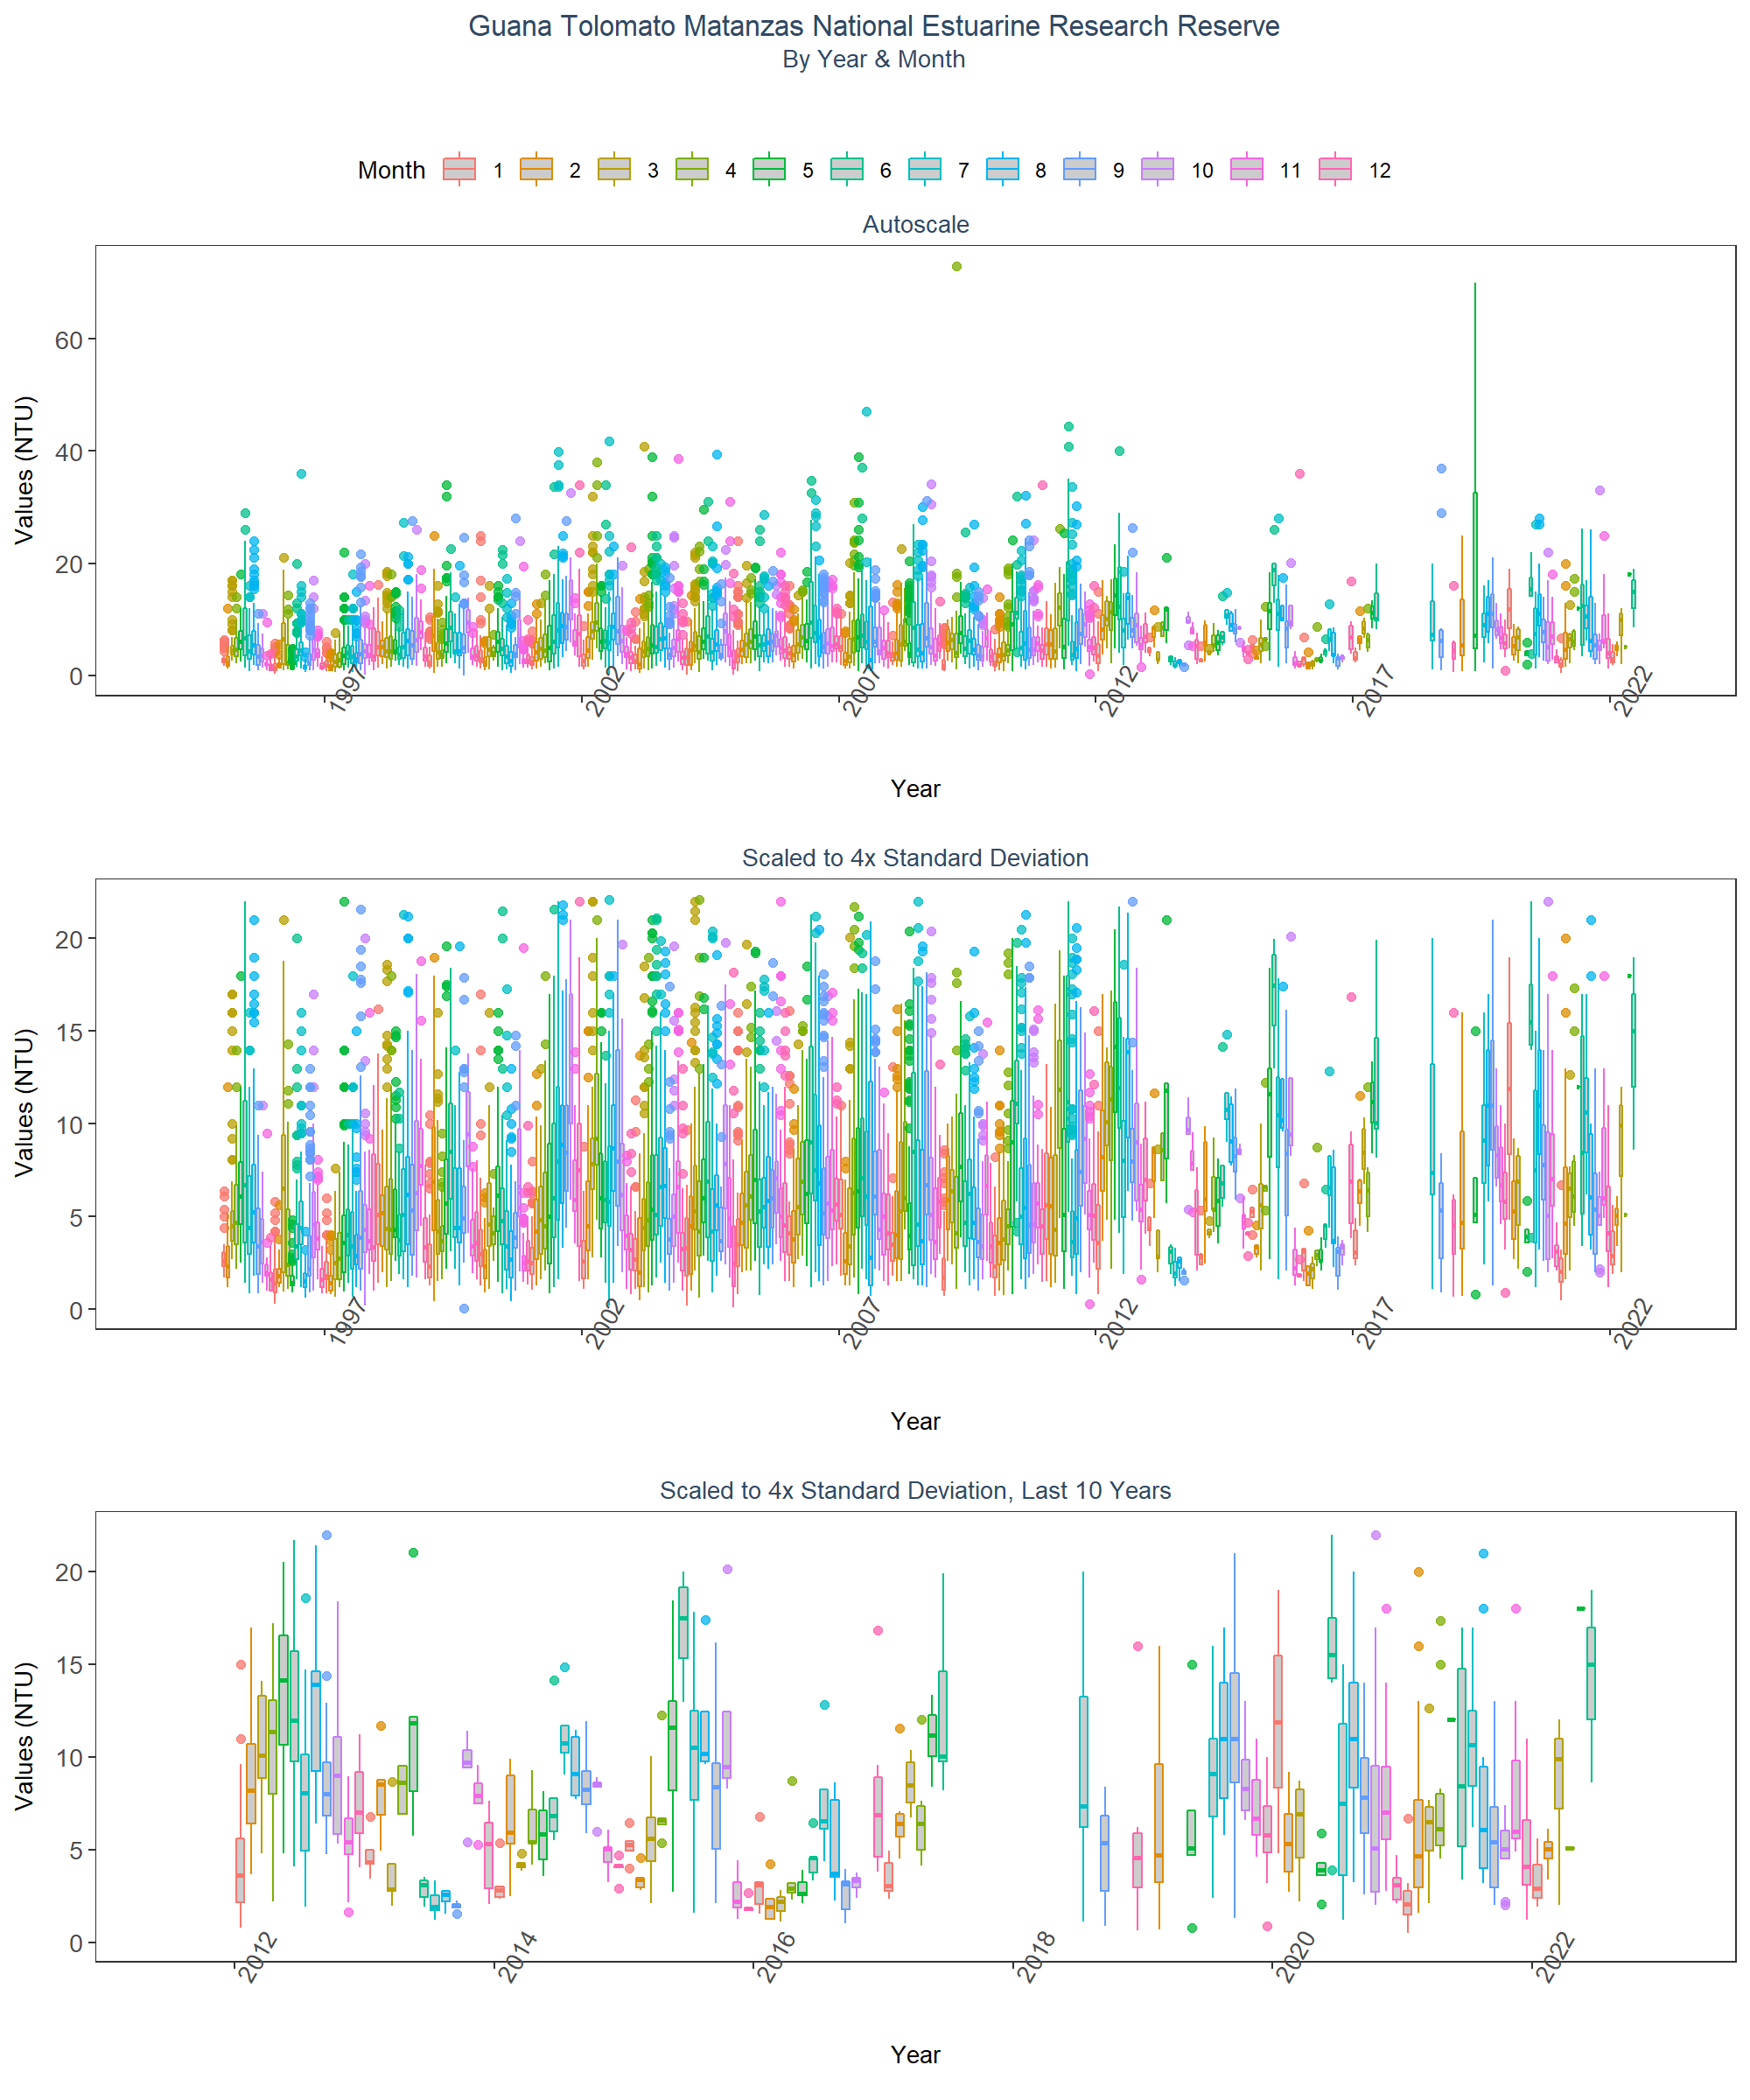 Guana Tolomato Matanzas National Estuarine Research Reserve
By Year & Month
Month 1 2 3 4 5 6 7 8 9 10 11 12
Autoscale
Values (NTU)
60
40
20
0
1997 2002 2007 2012 2017 2022
Year
Scaled to 4x Standard Deviation
Values (NTU)
20
15
10
5
0
1997 2002 2007 2012 2017 2022
Year
Scaled to 4x Standard Deviation, Last 10 Years
Values (NTU)
20
15
10
5
0
2012 2014 2016 2018 2020 2022
Year